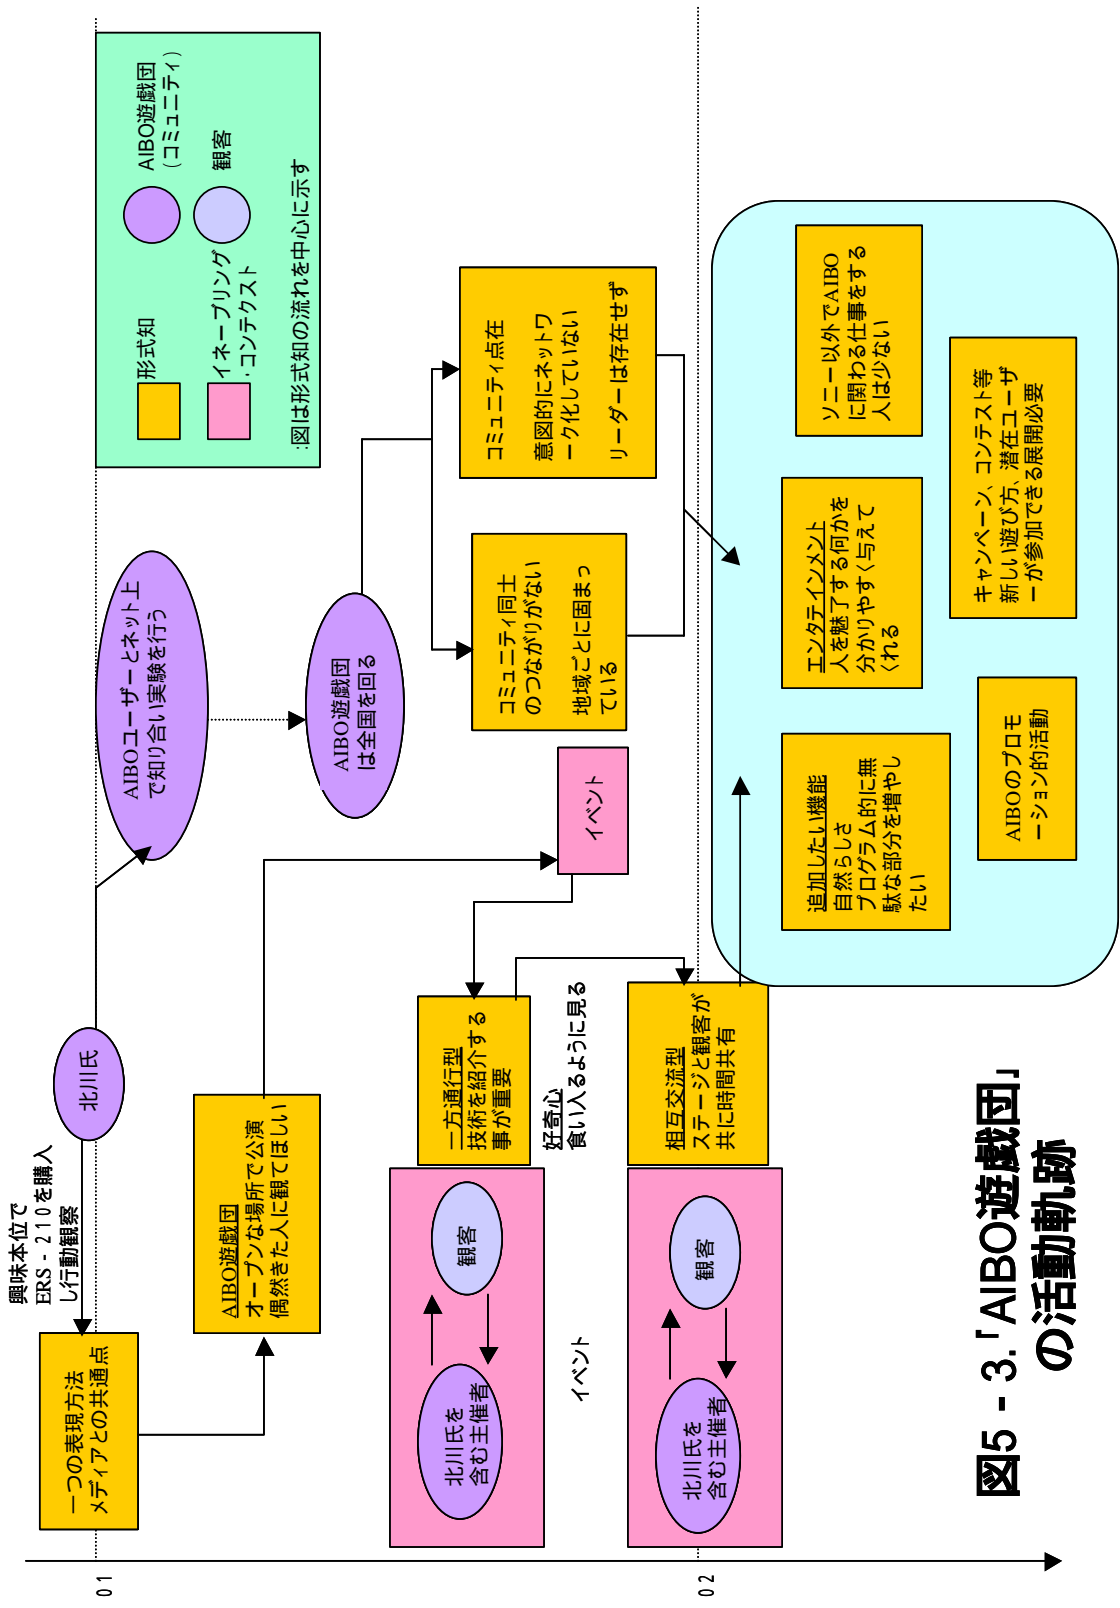 興味本位で
ERS‐210を購入
し行動観察
北川氏
AIBOユーザーとネット上
で知り合い実験を行う
形式知
イネーブリング
・コンテクスト
AIBO遊戯団
(コミュニティ)
観客
:図は形式知の流れを中心に示す
01
一つの表現方法
メディアとの共通点
AIBO遊戯団
オープンな場所で公演
偶然きた人に観てほしい
AIBO遊戯団
は全国を回る
コミュニティ同士
のつながりがない
地域ごとに固まっ
ている
コミュニティ点在
意図的にネットワ
ーク化していない
リーダーは存在せず
イベント
北川氏を
含む主催者
観客
一方通行型
技術を紹介する
事が重要
イベント
好奇心
食い入るように見る
北川氏を
含む主催者
観客
相互交流型
ステージと観客が
共に時間共有
02
追加したい機能
自然らしさ
プログラム的に無
駄な部分を増やし
たい
エンタテインメント
人を魅了する何かを
分かりやすく与えて
くれる
ソニー以外でAIBO
に関わる仕事をする
人は少ない
AIBOのプロモ
ーション的活動
キャンペーン、コンテスト等
新しい遊び方、潜在ユーザ
ーが参加できる展開必要
図5‐3.「AIBO遊戯団」
の活動軌跡